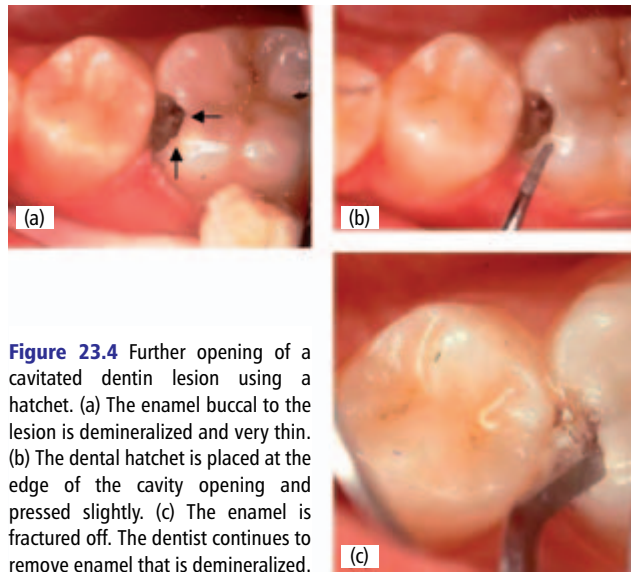 (a)
(b)
Figure 23.4 Further opening of a
cavitated dentin lesion using a
hatchet. (a) The enamel buccal to the
lesion is demineralized and very thin.
(b) The dental hatchet is placed at the
edge of the cavity opening and
pressed slightly. (c) The enamel is
fractured off. The dentist continues to
remove enamel that is demineralized.
(c)